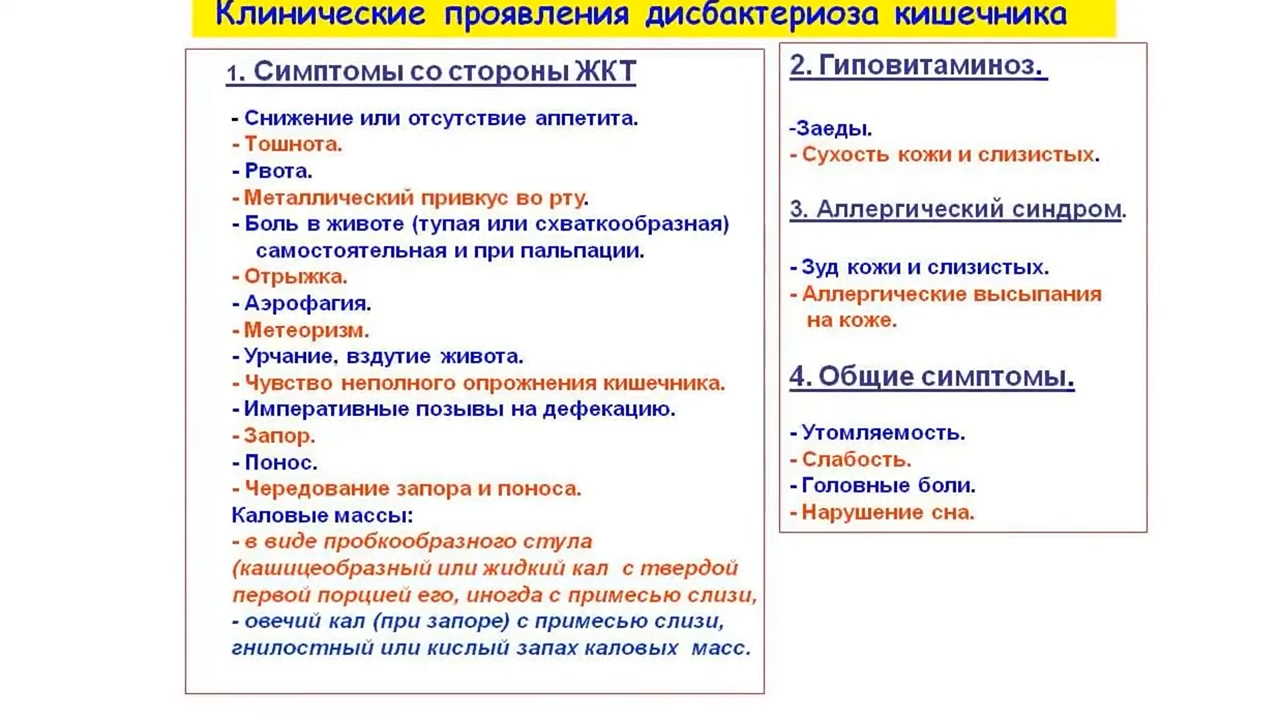 Клинические проявления дисбактериоза кишечника
1. Симптомы со стороны ЖКТ
- Снижение или отсутствие аппетита.
- Тошнота.
- Рвота.
- Металлический привкус во рту.
- Боль в животе (тупая или схваткообразная)
самостоятельная и при пальпации.
- Отрыжка.
- Аэрофагия.
- Метеоризм.
- Урчание, вздутие живота.
- Чувство неполного опрожнения кишечника.
- Императивные позывы на дефекацию.
- Запор.
- Понос.
- Чередование запора и поноса.
Каловые массы:
- в виде пробкообразного стула
(кашицеобразный или жидкий кал с твердой
первой порцией его, иногда с примесью слизи,
- овечий кал (при запоре) с примесью слизи,
гнилостный или кислый запах каловых масс.
2. Гиповитаминоз.
-Заеды.
- Сухость кожи и слизистых.
3. Аллергический синдром.
- Зуд кожи и слизистых.
- Аллергические высыпания
на коже.
4. Общие симптомы.
- Утомляемость.
- Слабость.
- Головные боли.
- Нарушение сна.